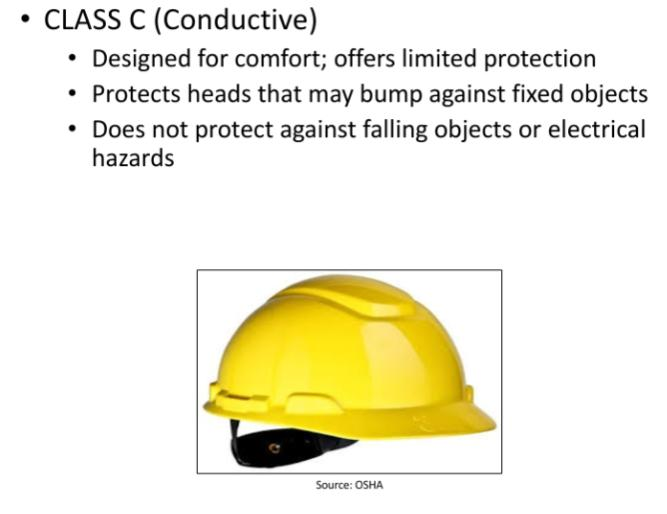 • CLASS C (Conductive)
• Designed for comfort; offers limited protection
• Protects heads that may bump against fixed objects
• Does not protect against falling objects or electrical
hazards
Source: OSHA